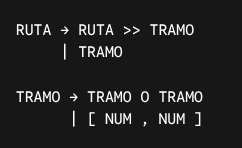 RUTA → RUTA >> TRAMO
| TRAMO
TRAMO → TRAMO O TRAMO
| [ NUM , NUM ]